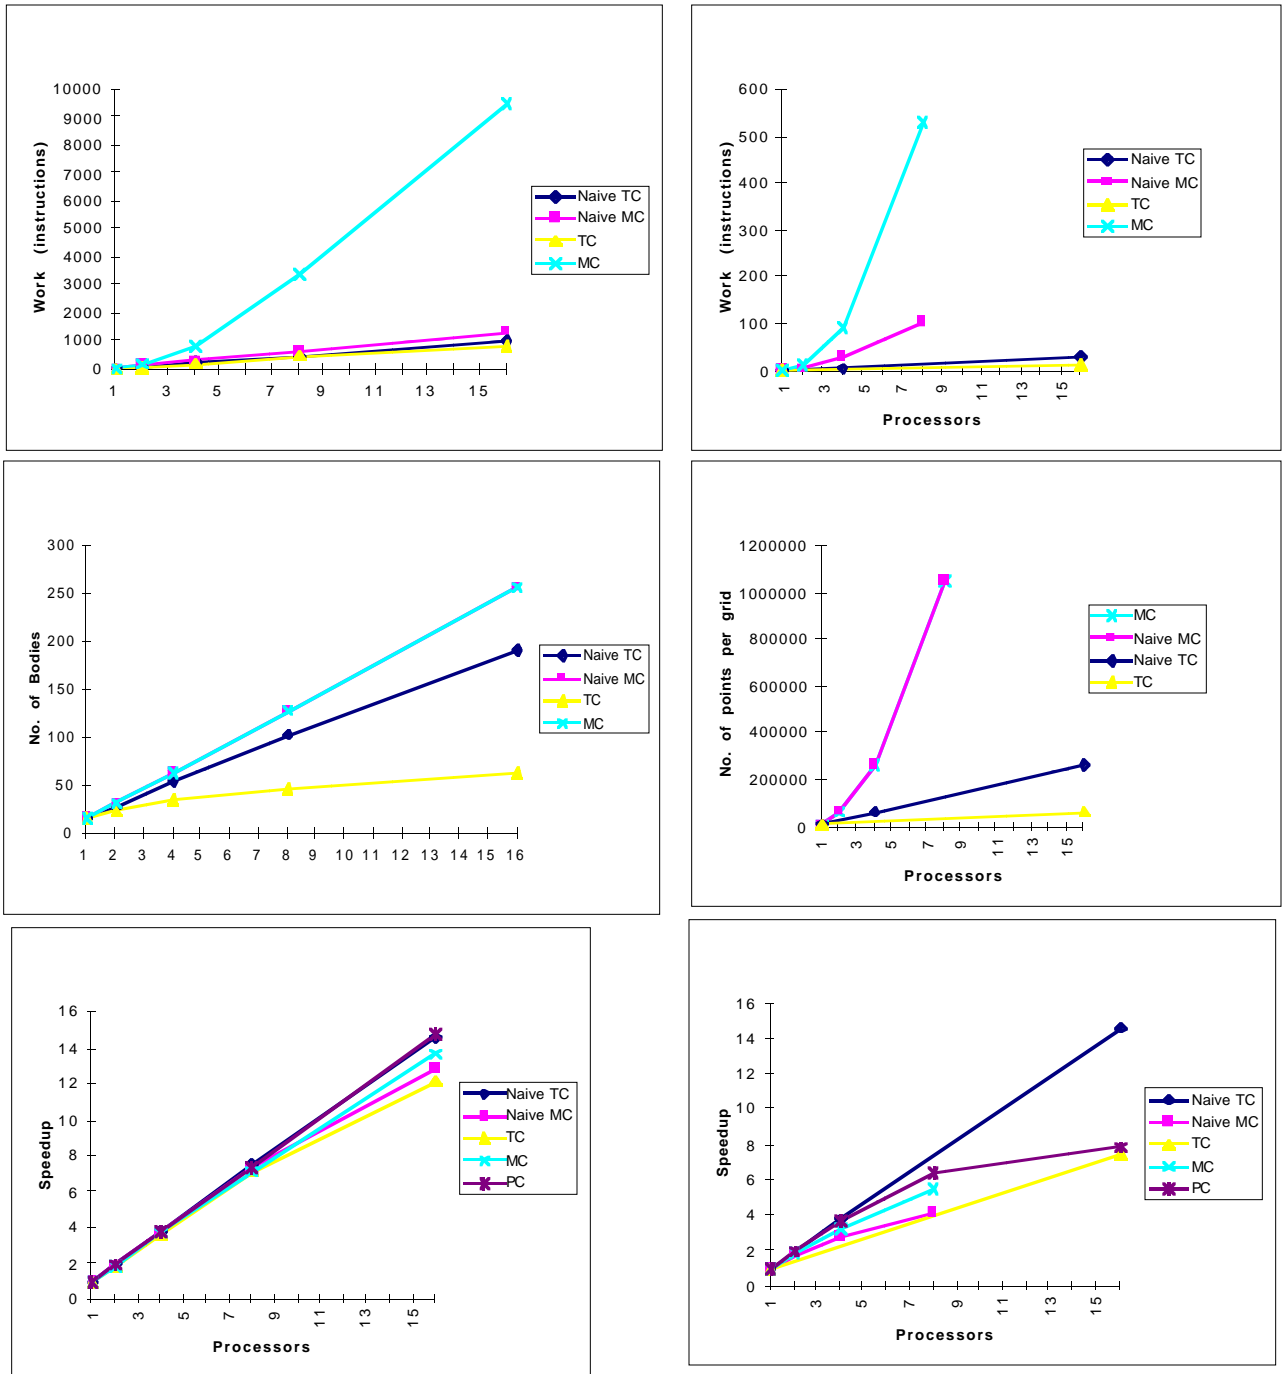 10000
9000
8000
7000
6000
5000
4000
3000
2000
1000
0
Work (instructions)
1 3 5 7 9 11 13 15
Naive TC
Naive MC
TC
MC
600
500
400
300
200
100
0
Work (instructions)
1 3 5 7 9 11 13 15
Processors
Naive TC
Naive MC
TC
MC
300
250
200
150
100
50
0
No. of Bodies
1 2 4 5 6 8 9 10 11 12 13 14 15 16
Naive TC
Naive MC
TC
MC
1200000
1000000
800000
600000
400000
200000
0
No. of points per grid
1 3 5 7 9 11 13 15
Processors
MC
Naive MC
Naive TC
TC
16
14
12
10
8
6
4
2
0
Speedup
1 3 5 7 9 11 13 15
Processors
Naive TC
Naive MC
TC
MC
PC
16
14
12
10
8
6
4
2
0
Speedup
1 3 5 7 9 11 13 15
Processors
Naive TC
Naive MC
TC
MC
PC